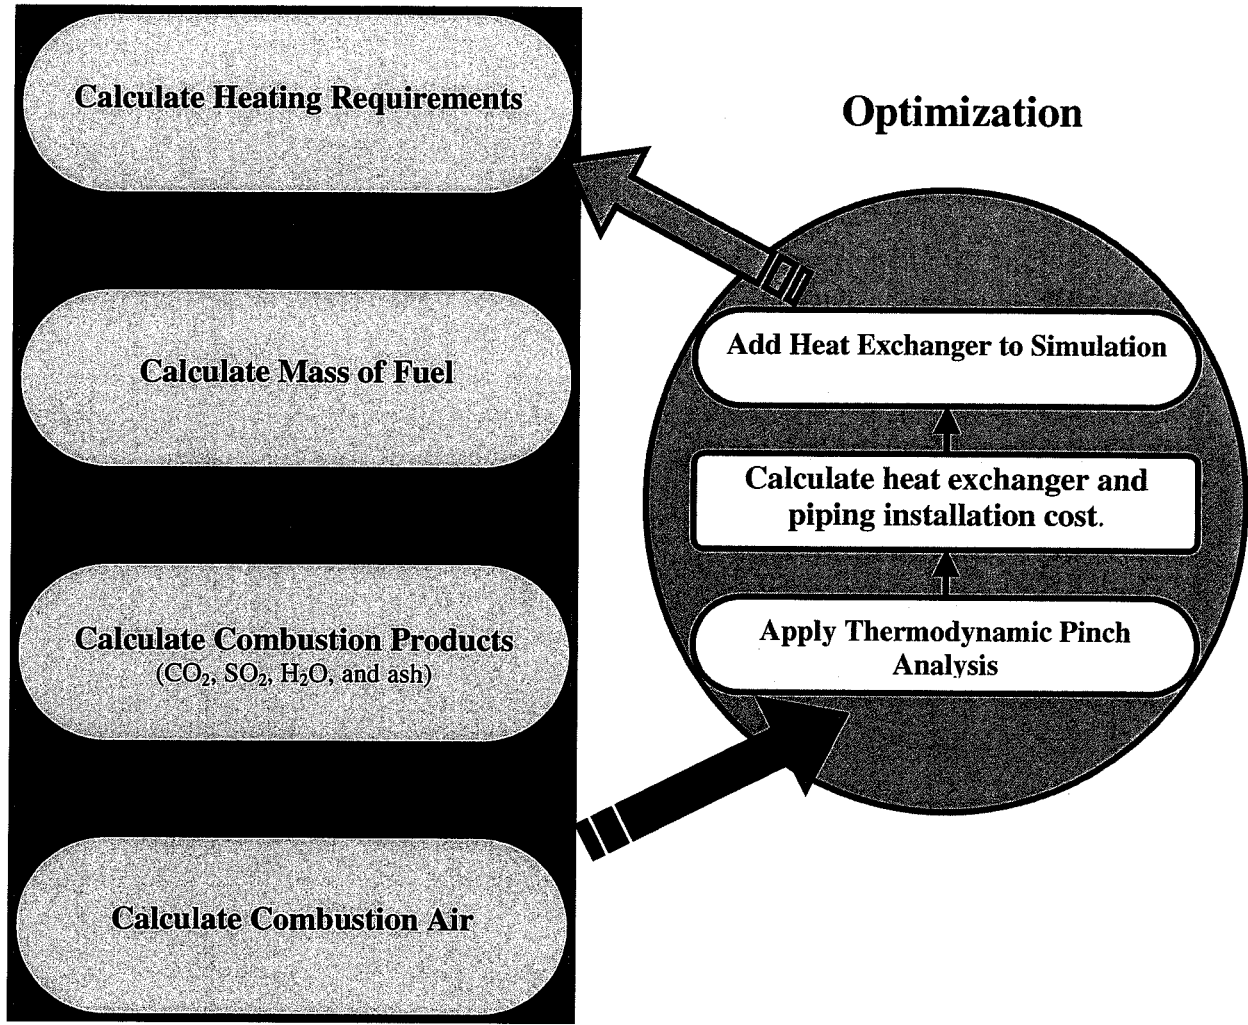 Calculate Heating Requirements
Calculate Mass of Fuel
Calculate Combustion Products
(CO₂, SO₂, H₂O, and ash)
Calculate Combustion Air
Optimization
Add Heat Exchanger to Simulation
Calculate heat exchanger and
piping installation cost.
Apply Thermodynamic Pinch
Analysis